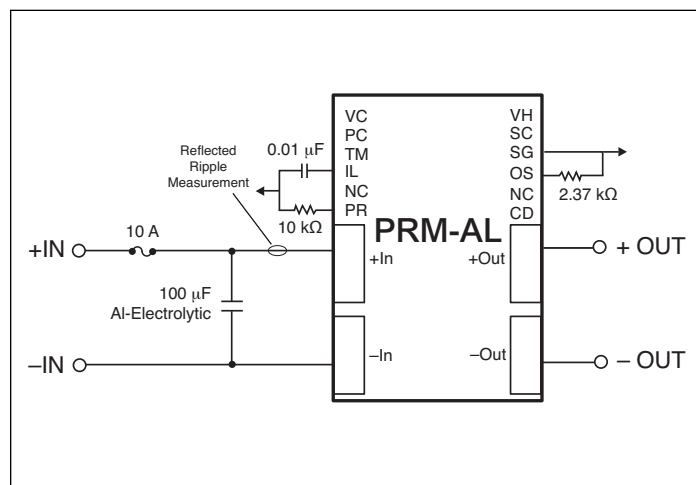 Reflected
Ripple
Measurement
0.01 μF
10 kΩ
VC
PC
TM
IL
NC
PR
VH
SC
SG
OS
NC
CD
2.37 kΩ
PRM-AL
+IN
10 A
+In
+Out
+ OUT
100 μF
Al-Electrolytic
–IN
–In
–Out
– OUT